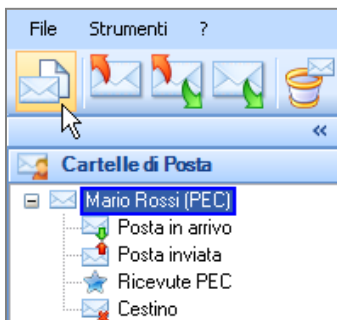 File Strumenti ?
«
Cartelle di Posta
Mario Rossi (PEC)
Posta in arrivo
Posta inviata
Ricevute PEC
Cestino